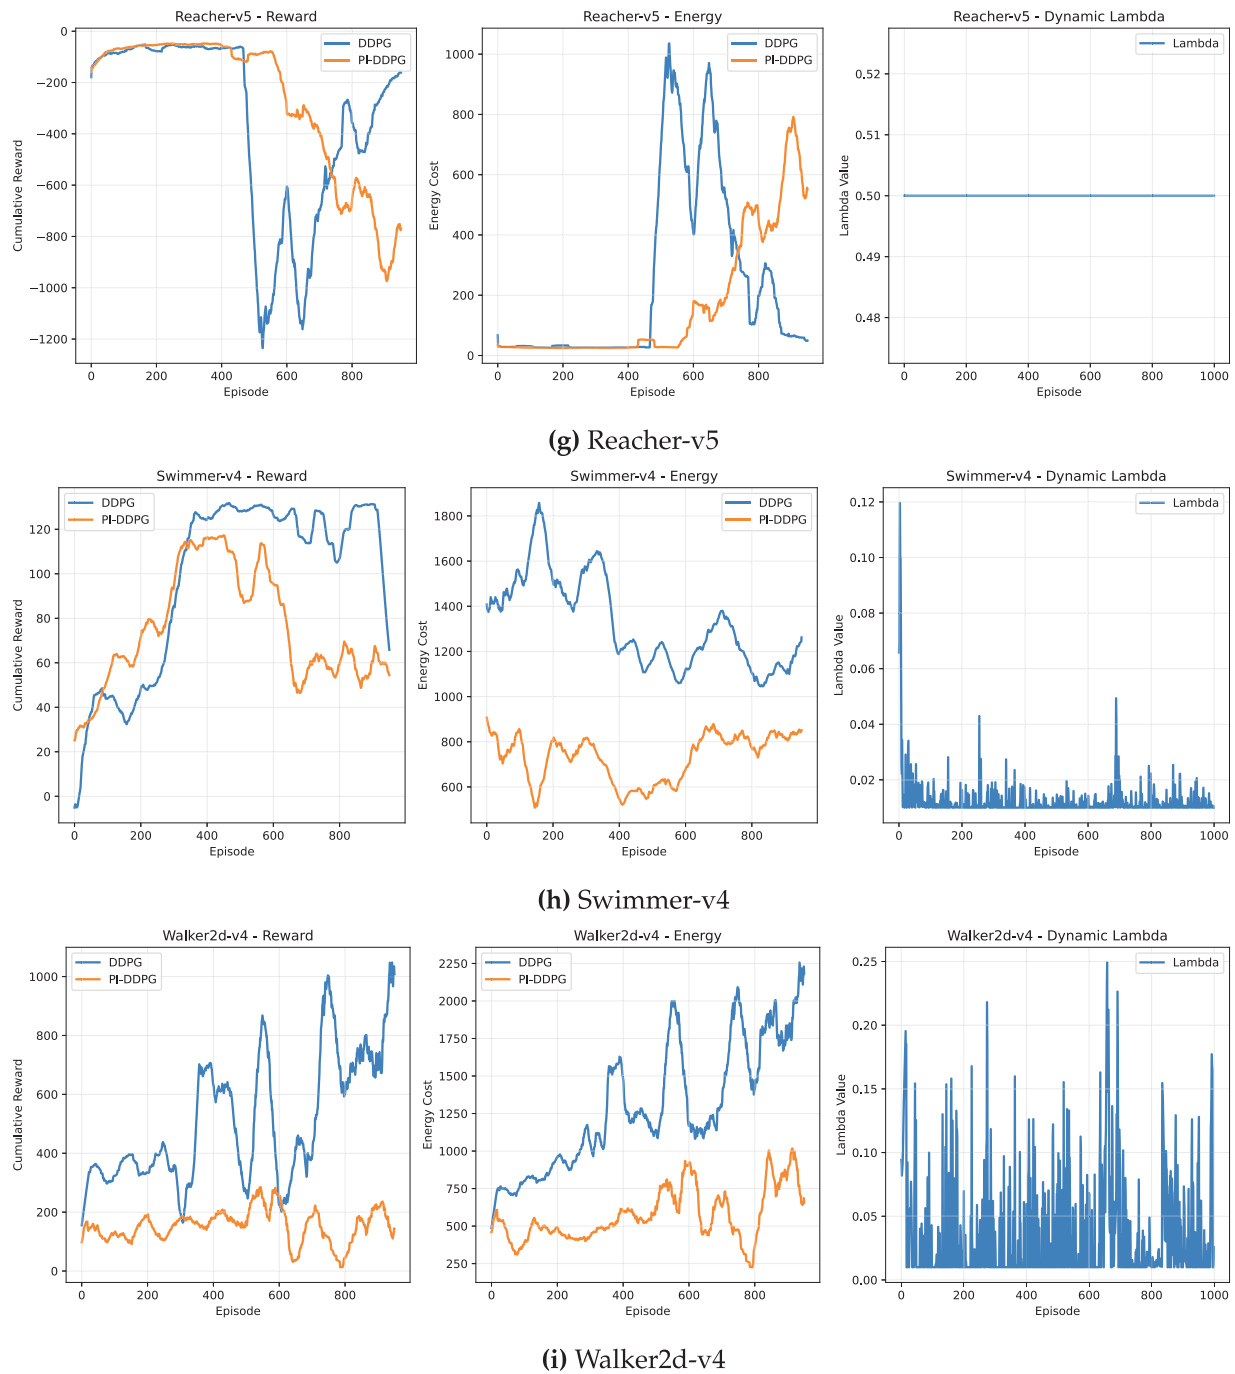 Reacher-v5 - Reward
DDPG
PI-DDPG
0
−200
−400
−600
−800
−1000
−1200
Cumulative Reward
0 200 400 600 800
Episode
Reacher-v5 - Energy
DDPG
PI-DDPG
1000
800
600
400
200
0
Energy Cost
0 200 400 600 800
Episode
Reacher-v5 - Dynamic Lambda
Lambda
0.52
0.51
0.50
0.49
0.48
Lambda Value
0 200 400 600 800 1000
Episode
(g) Reacher-v5
Swimmer-v4 - Reward
DDPG
PI-DDPG
120
100
80
60
40
20
0
Cumulative Reward
0 200 400 600 800
Episode
Swimmer-v4 - Energy
DDPG
PI-DDPG
1800
1600
1400
1200
1000
800
600
Energy Cost
0 200 400 600 800
Episode
Swimmer-v4 - Dynamic Lambda
Lambda
0.12
0.10
0.08
0.06
0.04
0.02
Lambda Value
0 200 400 600 800 1000
Episode
(h) Swimmer-v4
Walker2d-v4 - Reward
DDPG
PI-DDPG
1000
800
600
400
200
0
Cumulative Reward
0 200 400 600 800
Episode
Walker2d-v4 - Energy
DDPG
PI-DDPG
2250
2000
1750
1500
1250
1000
750
500
250
Energy Cost
0 200 400 600 800
Episode
Walker2d-v4 - Dynamic Lambda
Lambda
0.25
0.20
0.15
0.10
0.05
0.00
Lambda Value
0 200 400 600 800 1000
Episode
(i) Walker2d-v4